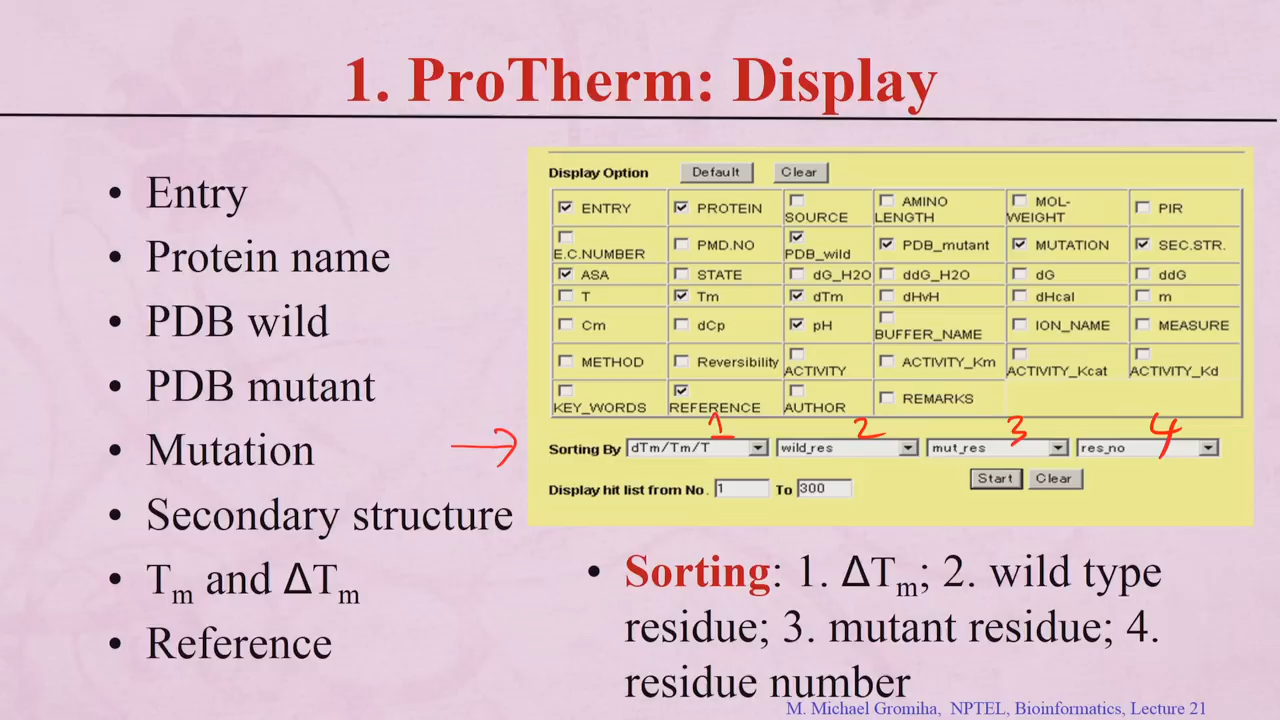 1. ProTherm: Display
• Entry
• Protein name
• PDB wild
• PDB mutant
• Mutation
• Secondary structure
• Tm and ΔTm
• Reference
Display Option Default Clear
ENTRY PROTEIN SOURCE AMINO LENGTH MOL-WEIGHT PIR
E.C.NUMBER PMD.NO PDB_wild PDB_mutant MUTATION SEC.STR.
ASA STATE dG_H2O ddG_H2O dG ddG
T Tm dTm dHvH dHcal m
Cm dCp pH BUFFER_NAME ION_NAME MEASURE
METHOD Reversibility ACTIVITY ACTIVITY_Km ACTIVITY_Kcat ACTIVITY_Kd
KEY_WORDS REFERENCE AUTHOR REMARKS
1 2 3 4
Sorting By dTm/Tm/T wild_res mut_res res_no
Start Clear
Display hit list from No. 1 To 300
• Sorting: 1. ΔTm; 2. wild type
residue; 3. mutant residue; 4.
residue number
M. Michael Gromiha, NPTEL, Bioinformatics, Lecture 21